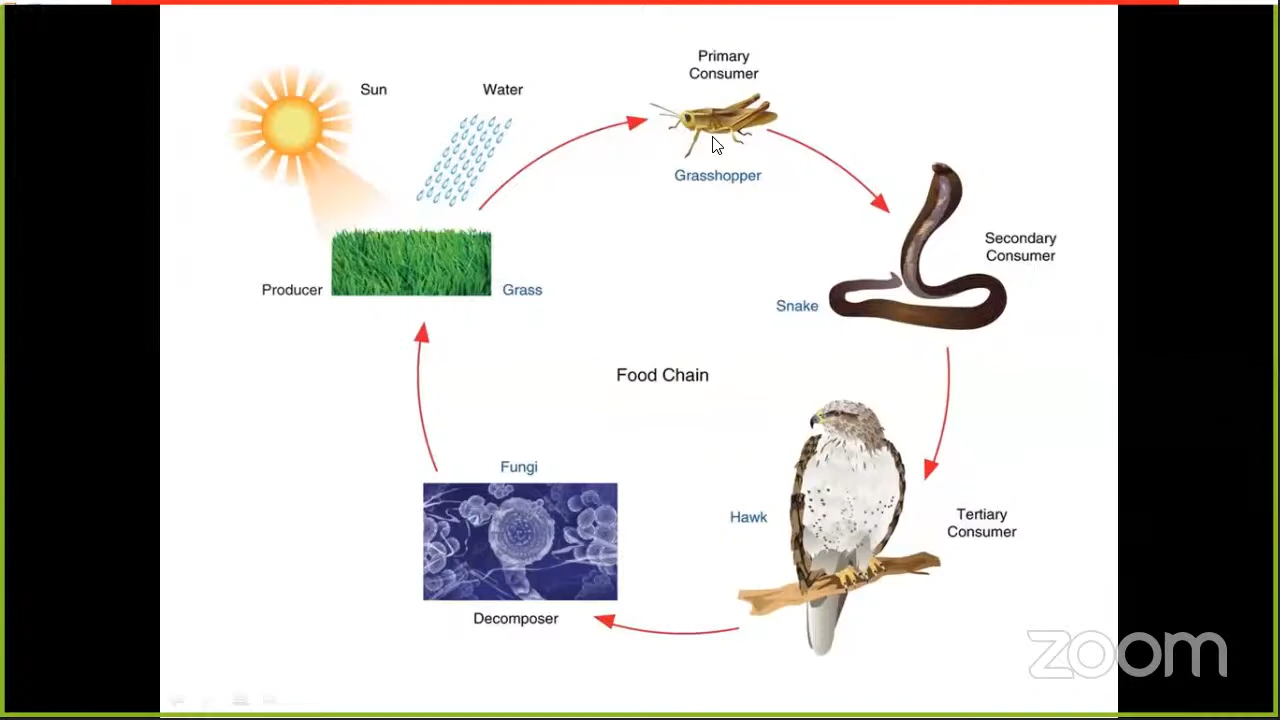 Sun
Water
Primary
Consumer
Grasshopper
Secondary
Consumer
Snake
Producer
Grass
Food Chain
Fungi
Hawk
Tertiary
Consumer
Decomposer
zoom